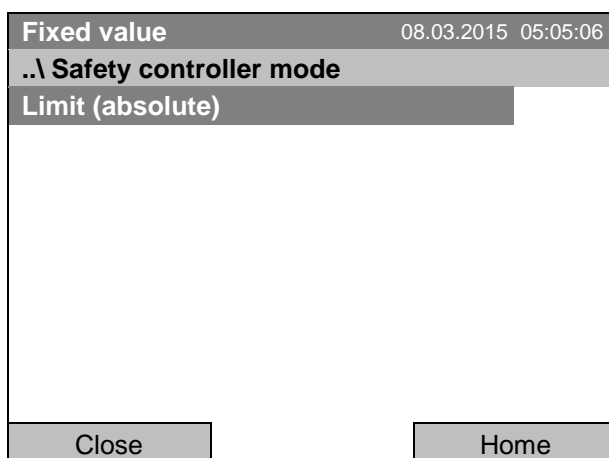 Fixed value 08.03.2015 05:05:06
..\ Safety controller mode
Limit (absolute)
Close Home